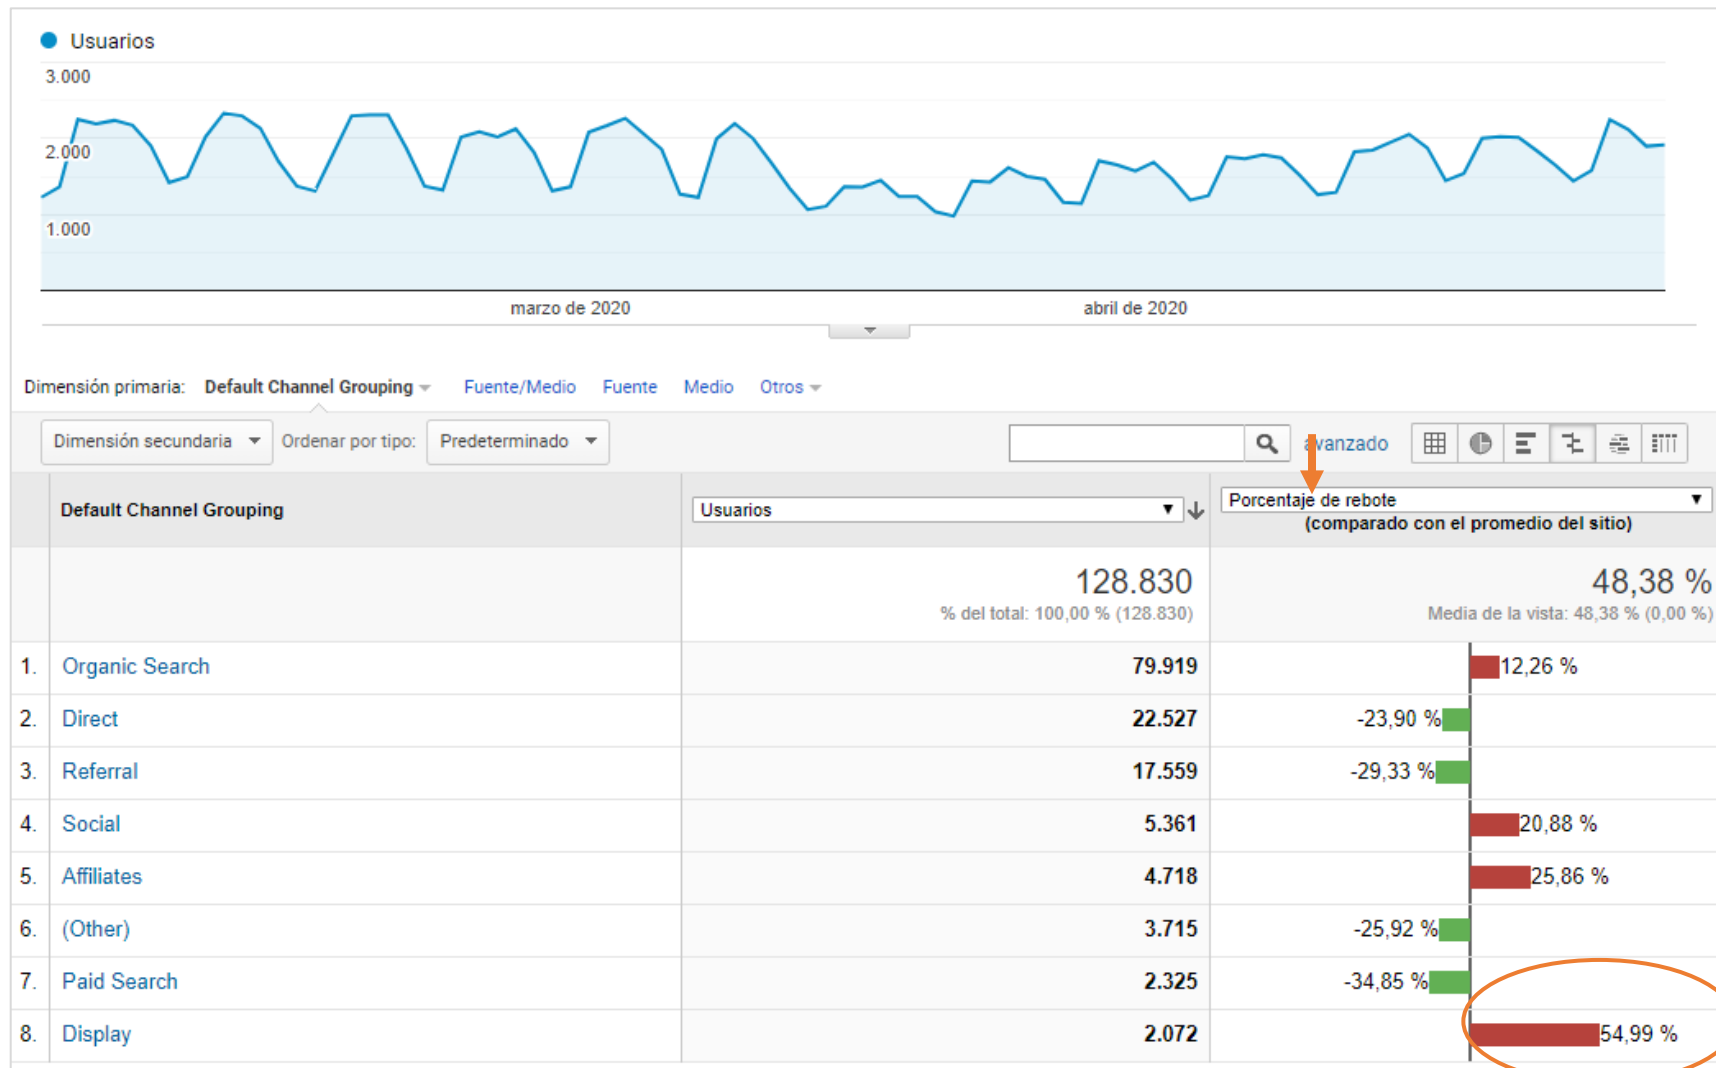 Usuarios
3.000
2.000
1.000
marzo de 2020 abril de 2020
Dimensión primaria: Default Channel Grouping Fuente/Medio Fuente Medio Otros
Dimensión secundaria Ordenar por tipo: Predeterminado avanzado
Default Channel Grouping Usuarios Porcentaje de rebote
(comparado con el promedio del sitio)
128.830 48,38 %
% del total: 100,00 % (128.830) Media de la vista: 48,38 % (0,00 %)
1. Organic Search 79.919 12,26 %
2. Direct 22.527 -23,90 %
3. Referral 17.559 -29,33 %
4. Social 5.361 20,88 %
5. Affiliates 4.718 25,86 %
6. (Other) 3.715 -25,92 %
7. Paid Search 2.325 -34,85 %
8. Display 2.072 54,99 %